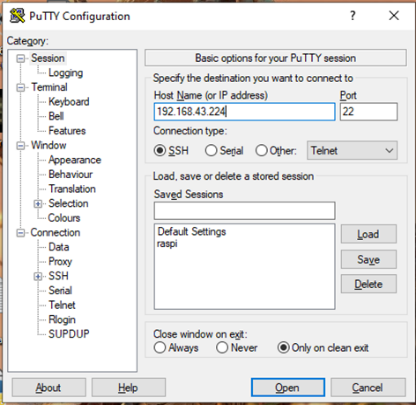 PuTTY Configuration
? ×
Category:
Session
Logging
Terminal
Keyboard
Bell
Features
Window
Appearance
Behaviour
Translation
Selection
Colours
Connection
Data
Proxy
SSH
Serial
Telnet
Rlogin
SUPDUP
Basic options for your PuTTY session
Specify the destination you want to connect to
Host Name (or IP address) Port
192.168.43.224 22
Connection type:
SSH Serial Other: Telnet
Load, save or delete a stored session
Saved Sessions
Default Settings
raspi
Load
Save
Delete
Close window on exit:
Always Never Only on clean exit
About Help Open Cancel